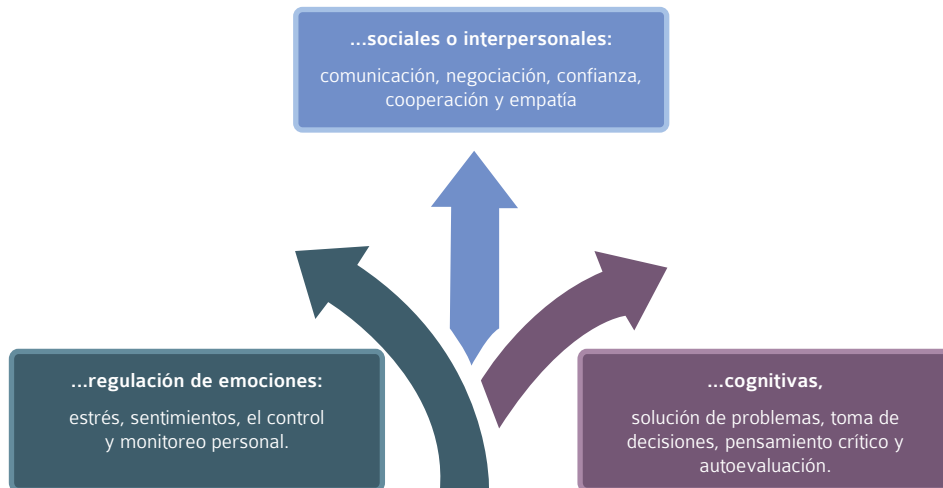 ...sociales o interpersonales:
comunicación, negociación, confianza,
cooperación y empatía
...regulación de emociones:
estrés, sentimientos, el control
y monitoreo personal.
...cognitivas,
solución de problemas, toma de
decisiones, pensamiento crítico y
autoevaluación.